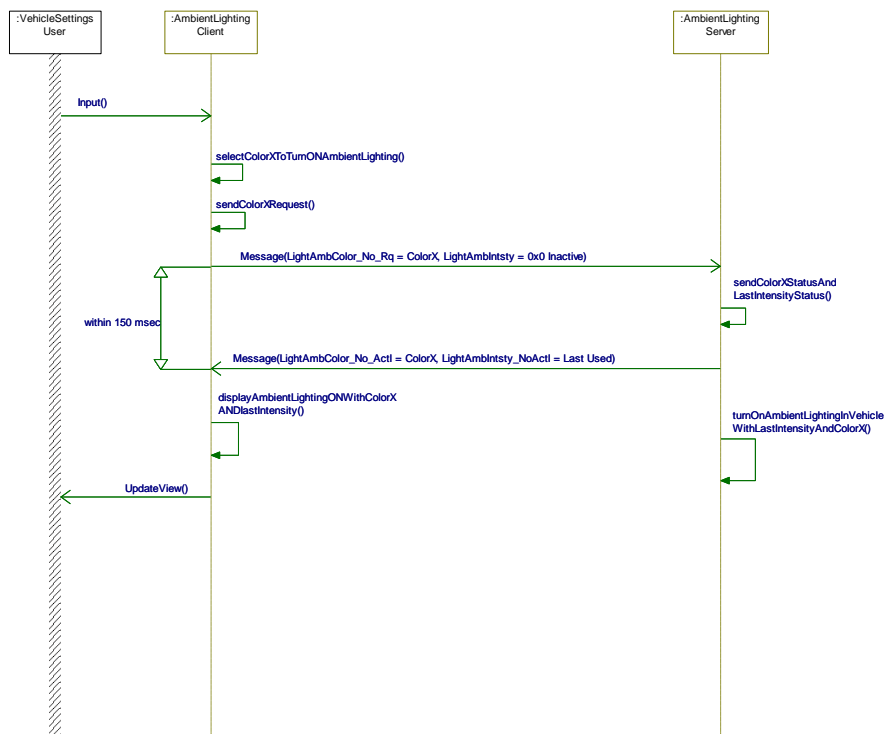 :VehicleSettings
User
:AmbientLighting
Client
:AmbientLighting
Server
Input()
selectColorXToTurnONAmbientLighting()
sendColorXRequest()
Message(LightAmbColor_No_Rq = ColorX, LightAmbIntsty = 0x0 Inactive)
sendColorXStatusAnd
LastIntensityStatus()
within 150 msec
Message(LightAmbColor_No_Actl = ColorX, LightAmbIntsty_NoActl = Last Used)
displayAmbientLightingONWithColorX
ANDlastIntensity()
turnOnAmbientLightingInVehicle
WithLastIntensityAndColorX()
UpdateView()